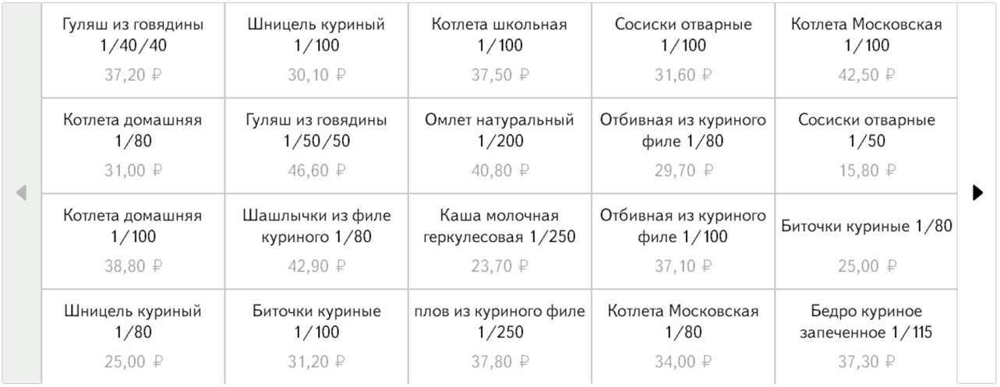 Гуляш из говядины
1/40/40
37,20 ₽
Шницель куриный
1/100
30,10 ₽
Котлета школьная
1/100
37,50 ₽
Сосиски отварные
1/100
31,60 ₽
Котлета Московская
1/100
42,50 ₽
Котлета домашняя
1/80
31,00 ₽
Гуляш из говядины
1/50/50
46,60 ₽
Омлет натуральный
1/200
40,80 ₽
Отбивная из куриного
филе 1/80
29,70 ₽
Сосиски отварные
1/50
15,80 ₽
Котлета домашняя
1/100
38,80 ₽
Шашлычки из филе
куриного 1/80
42,90 ₽
Каша молочная
геркулесовая 1/250
23,70 ₽
Отбивная из куриного
филе 1/100
37,10 ₽
Биточки куриные 1/80
25,00 ₽
Шницель куриный
1/80
25,00 ₽
Биточки куриные
1/100
31,20 ₽
плов из куриного филе
1/250
37,80 ₽
Котлета Московская
1/80
34,00 ₽
Бедро куриное
запеченное 1/115
37,30 ₽